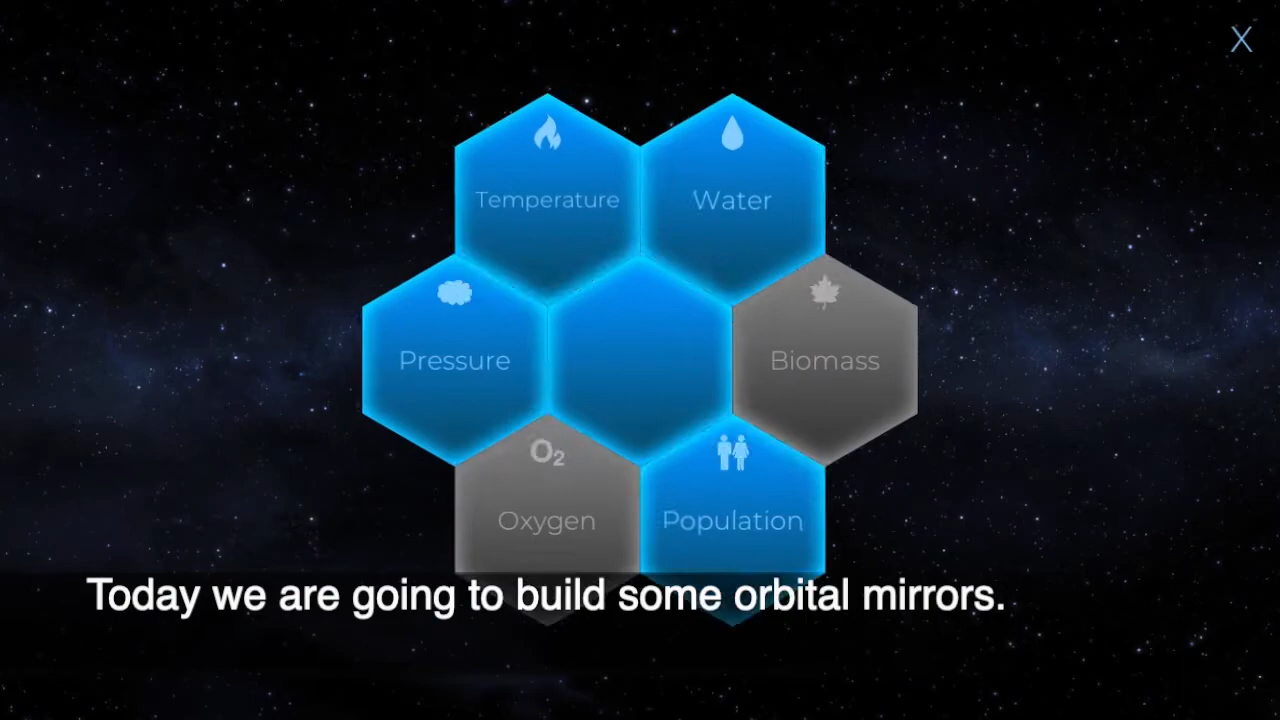 X
Temperature
Water
Pressure
Biomass
O₂
Oxygen
Population
Today we are going to build some orbital mirrors.